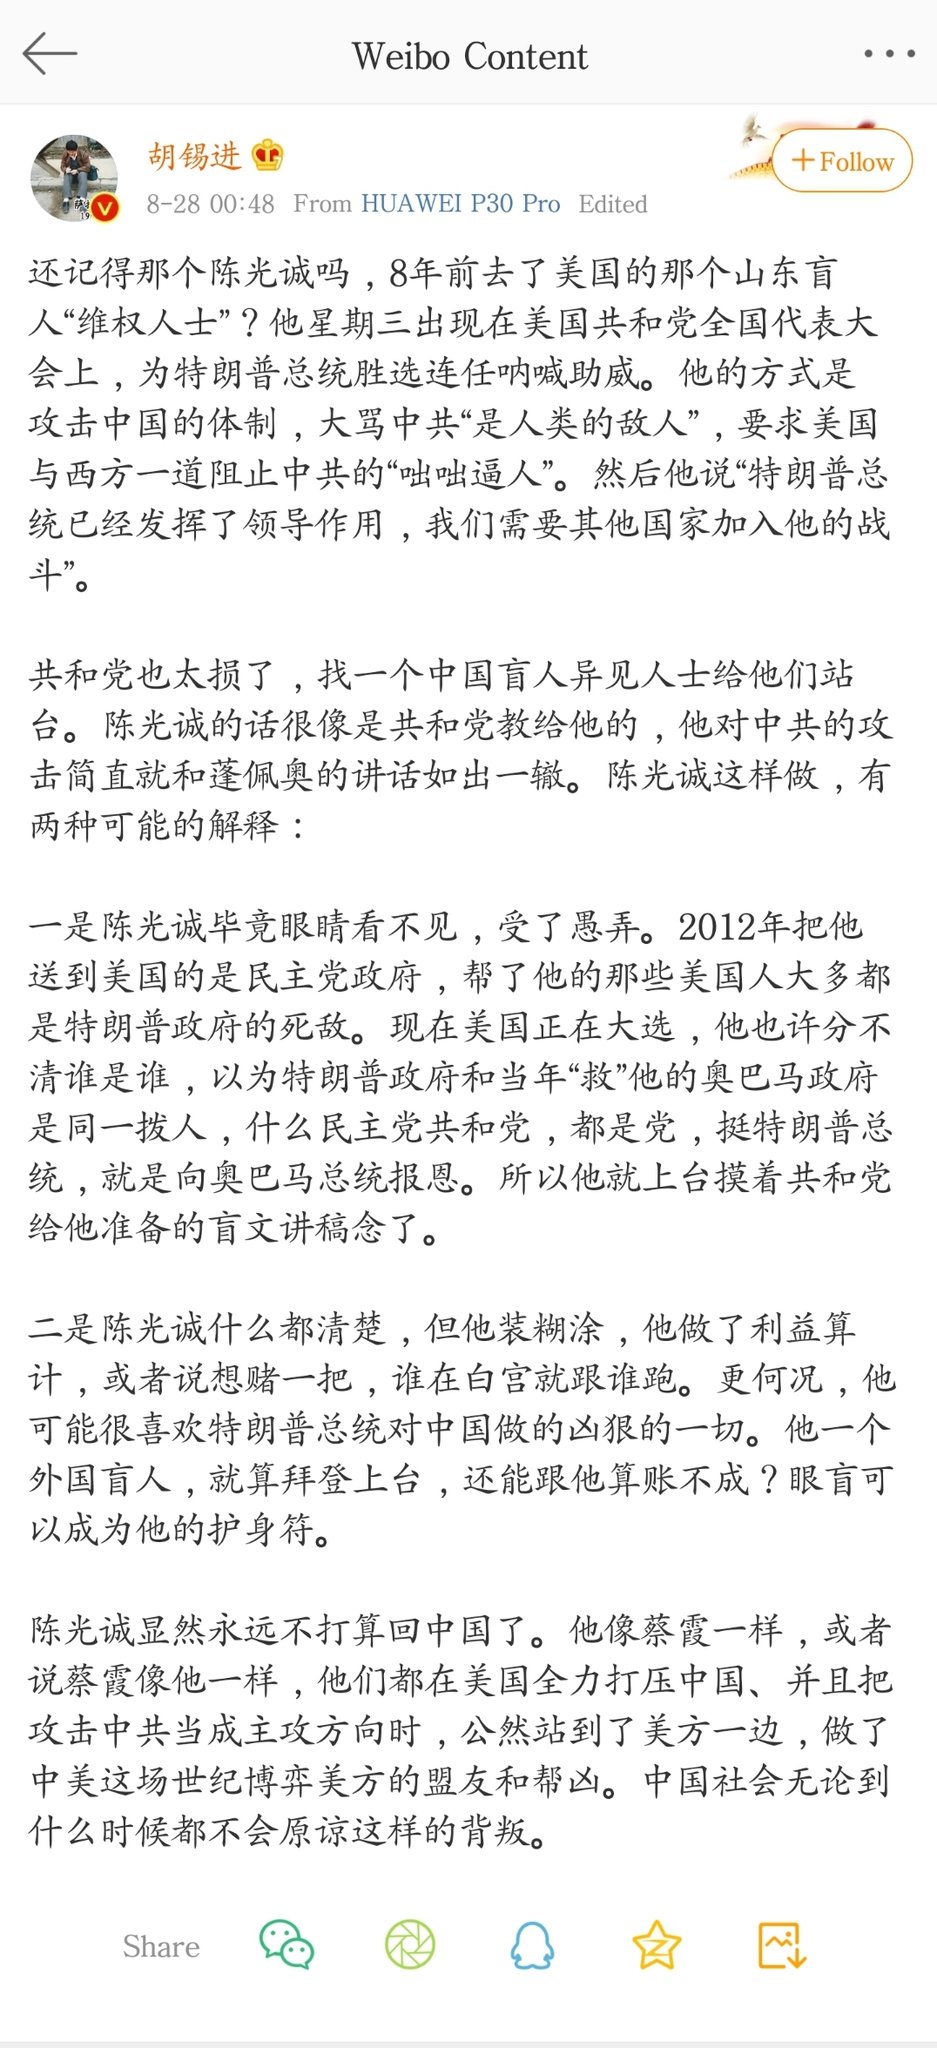 Weibo Content
胡锡进
+Follow
8-28 00:48 From HUAWEI P30 Pro Edited
还记得那个陈光诚吗，8年前去了美国的那个山东盲
人“维权人士”？他星期三出现在美国共和党全国代表大
会上，为特朗普总统胜选连任呐喊助威。他的方式是
攻击中国的体制，大骂中共“是人类的敌人”，要求美国
与西方一道阻止中共的“咄咄逼人”。然后他说“特朗普总
统已经发挥了领导作用，我们需要其他国家加入他的战
斗”。
共和党也太损了，找一个中国盲人异见人士给他们站
台。陈光诚的话很像是共和党教给他的，他对中共的攻
击简直就和蓬佩奥的讲话如出一辙。陈光诚这样做，有
两种可能的解释：
一是陈光诚毕竟眼睛看不见，受了愚弄。2012年把他
送到美国的是民主党政府，帮了他的那些美国人大多都
是特朗普政府的死敌。现在美国正在大选，他也许分不
清谁是谁，以为特朗普政府和当年“救”他的奥巴马政府
是同一拨人，什么民主党共和党，都是党，挺特朗普总
统，就是向奥巴马总统报恩。所以他就上台摸着共和党
给他准备的盲文讲稿念了。
二是陈光诚什么都清楚，但他装糊涂，他做了利益算
计，或者说想赌一把，谁在白宫就跟谁跑。更何况，他
可能很喜欢特朗普总统对中国做的凶狠的一切。他一个
外国盲人，就算拜登上台，还能跟他算账不成？眼盲可
以成为他的护身符。
陈光诚显然永远不打算回中国了。他像蔡霞一样，或者
说蔡霞像他一样，他们都在美国全力打压中国、并且把
攻击中共当成主攻方向时，公然站到了美方一边，做了
中美这场世纪博弈美方的盟友和帮凶。中国社会无论到
什么时候都不会原谅这样的背叛。
Share